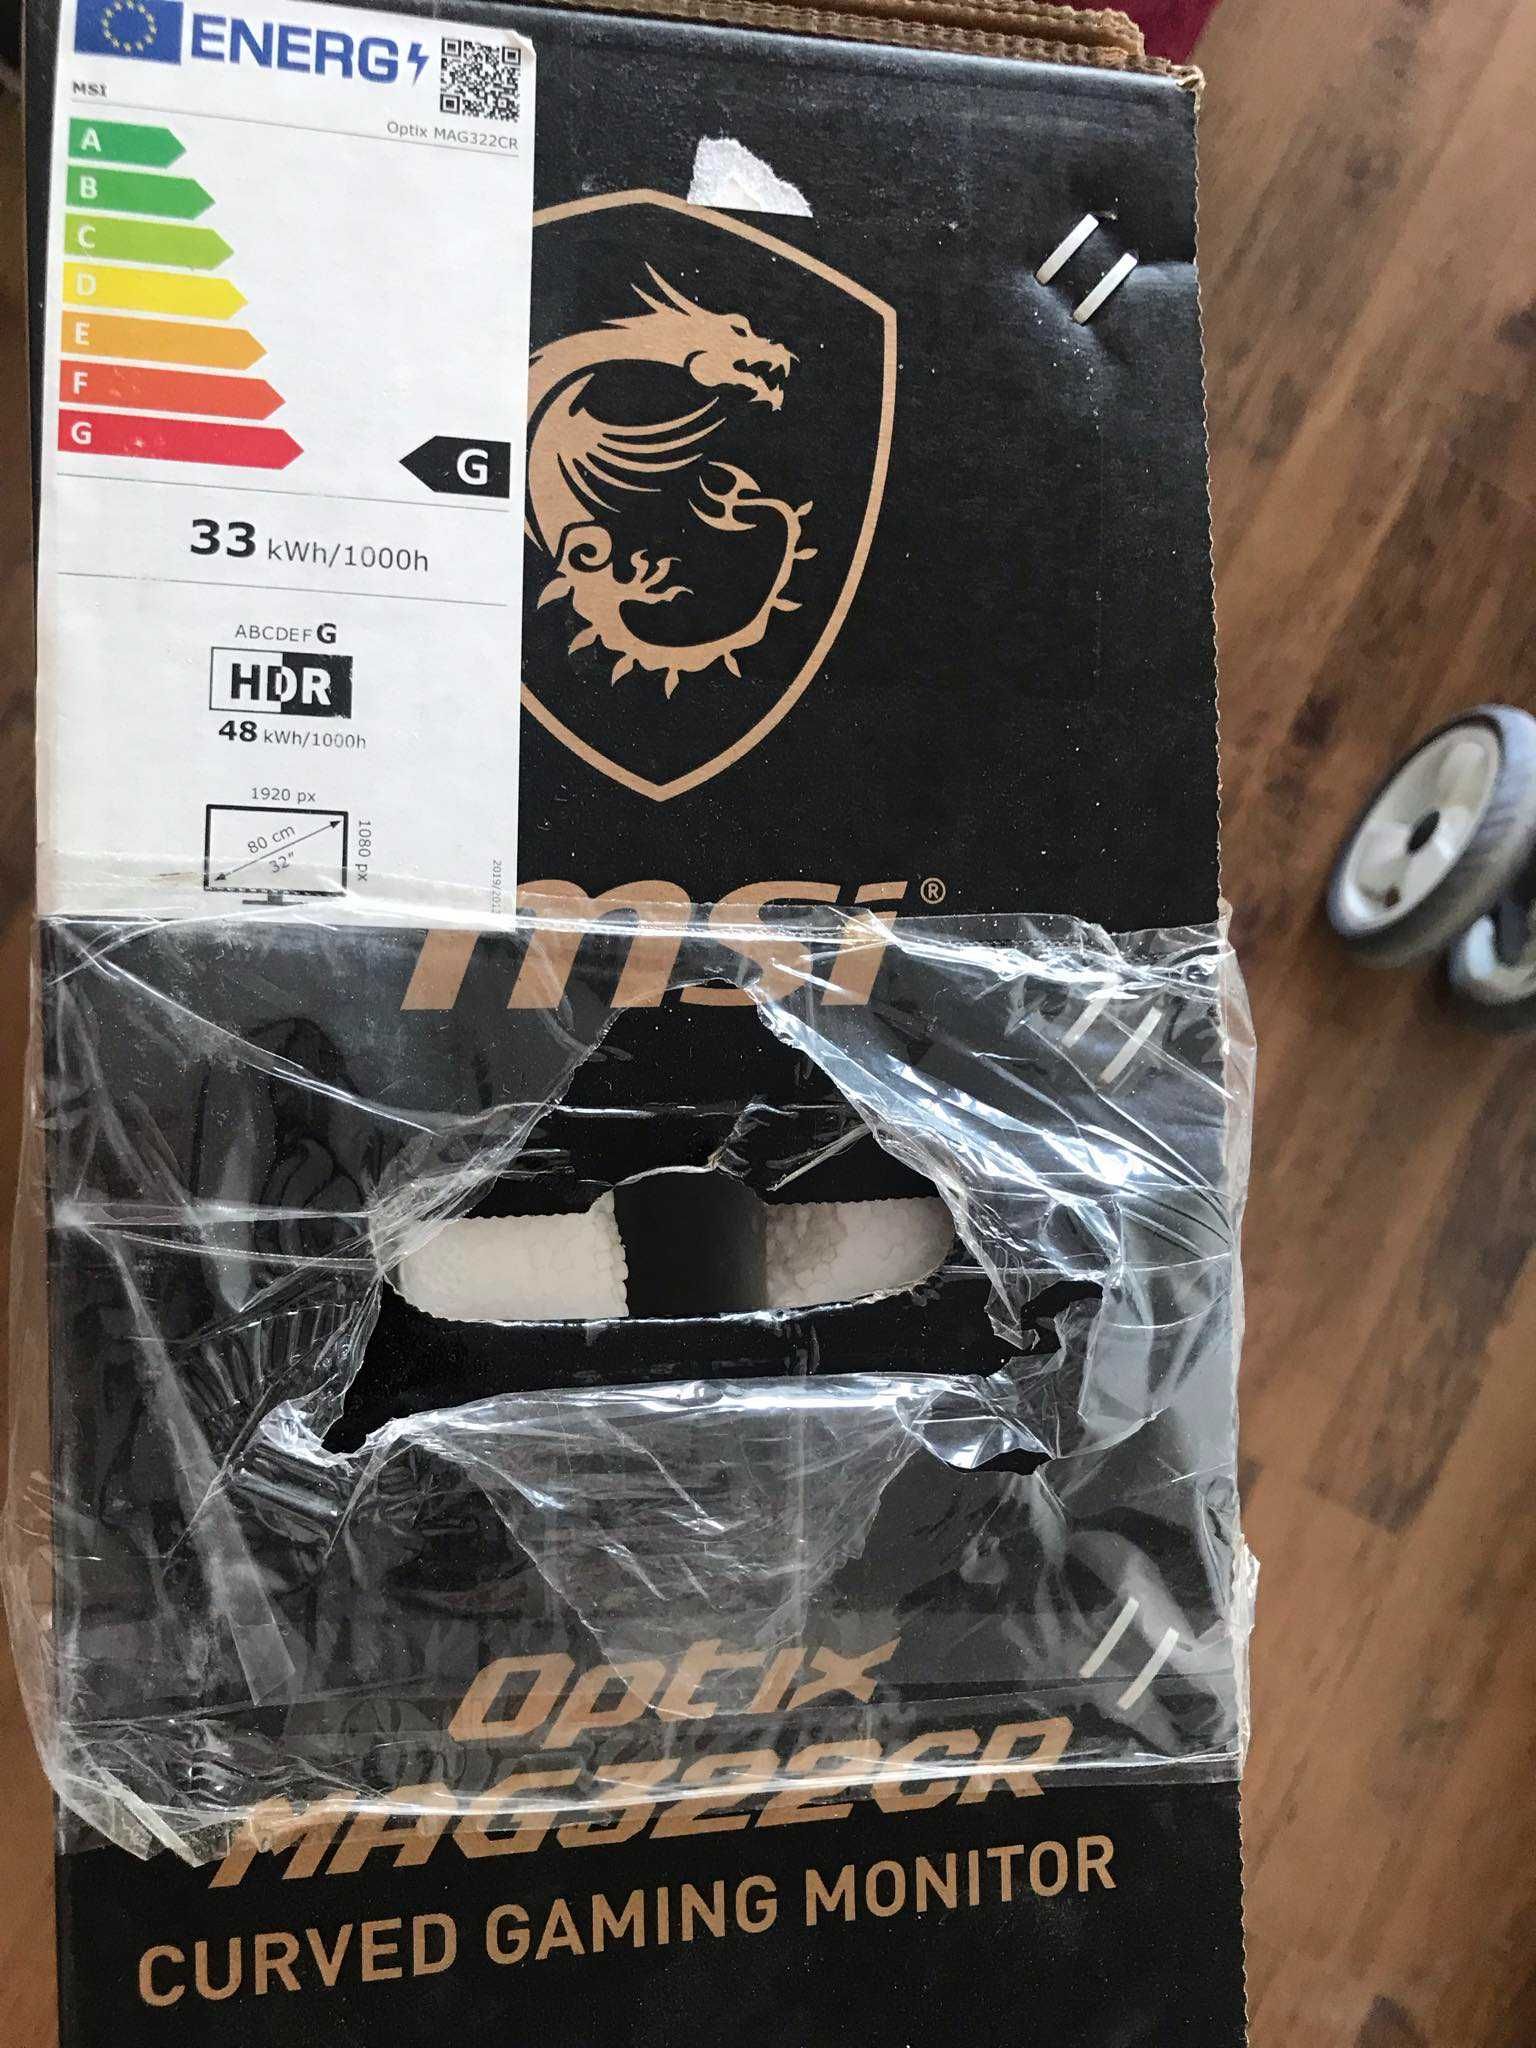 ENERG
MSI
Optix MAG322CR
A
B
C
D
E
F
G
G
33 kWh/1000h
ABCDEFG
HDR
48 kWh/1000h
1920 px
1080 px
80 cm
32"
msi®
Optix
MAG322CR
CURVED GAMING MONITOR